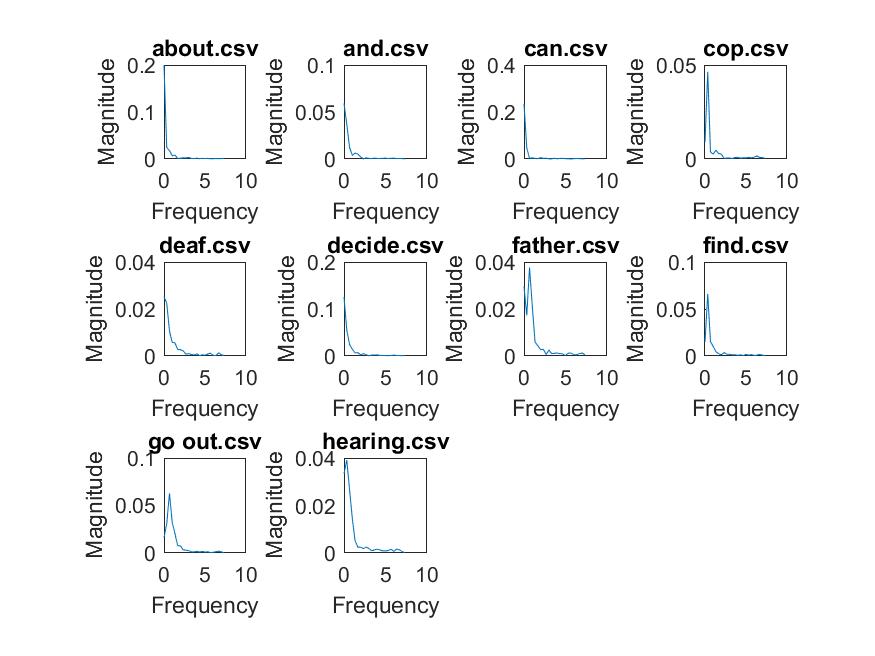 about.csv
Magnitude
0.2
0.1
0
0 5 10
Frequency
and.csv
Magnitude
0.1
0.05
0
0 5 10
Frequency
can.csv
Magnitude
0.4
0.2
0
0 5 10
Frequency
cop.csv
Magnitude
0.05
0
0 5 10
Frequency
deaf.csv
Magnitude
0.04
0.02
0
0 5 10
Frequency
decide.csv
Magnitude
0.2
0.1
0
0 5 10
Frequency
father.csv
Magnitude
0.04
0.02
0
0 5 10
Frequency
find.csv
Magnitude
0.1
0.05
0
0 5 10
Frequency
go out.csv
Magnitude
0.1
0.05
0
0 5 10
Frequency
hearing.csv
Magnitude
0.04
0.02
0
0 5 10
Frequency